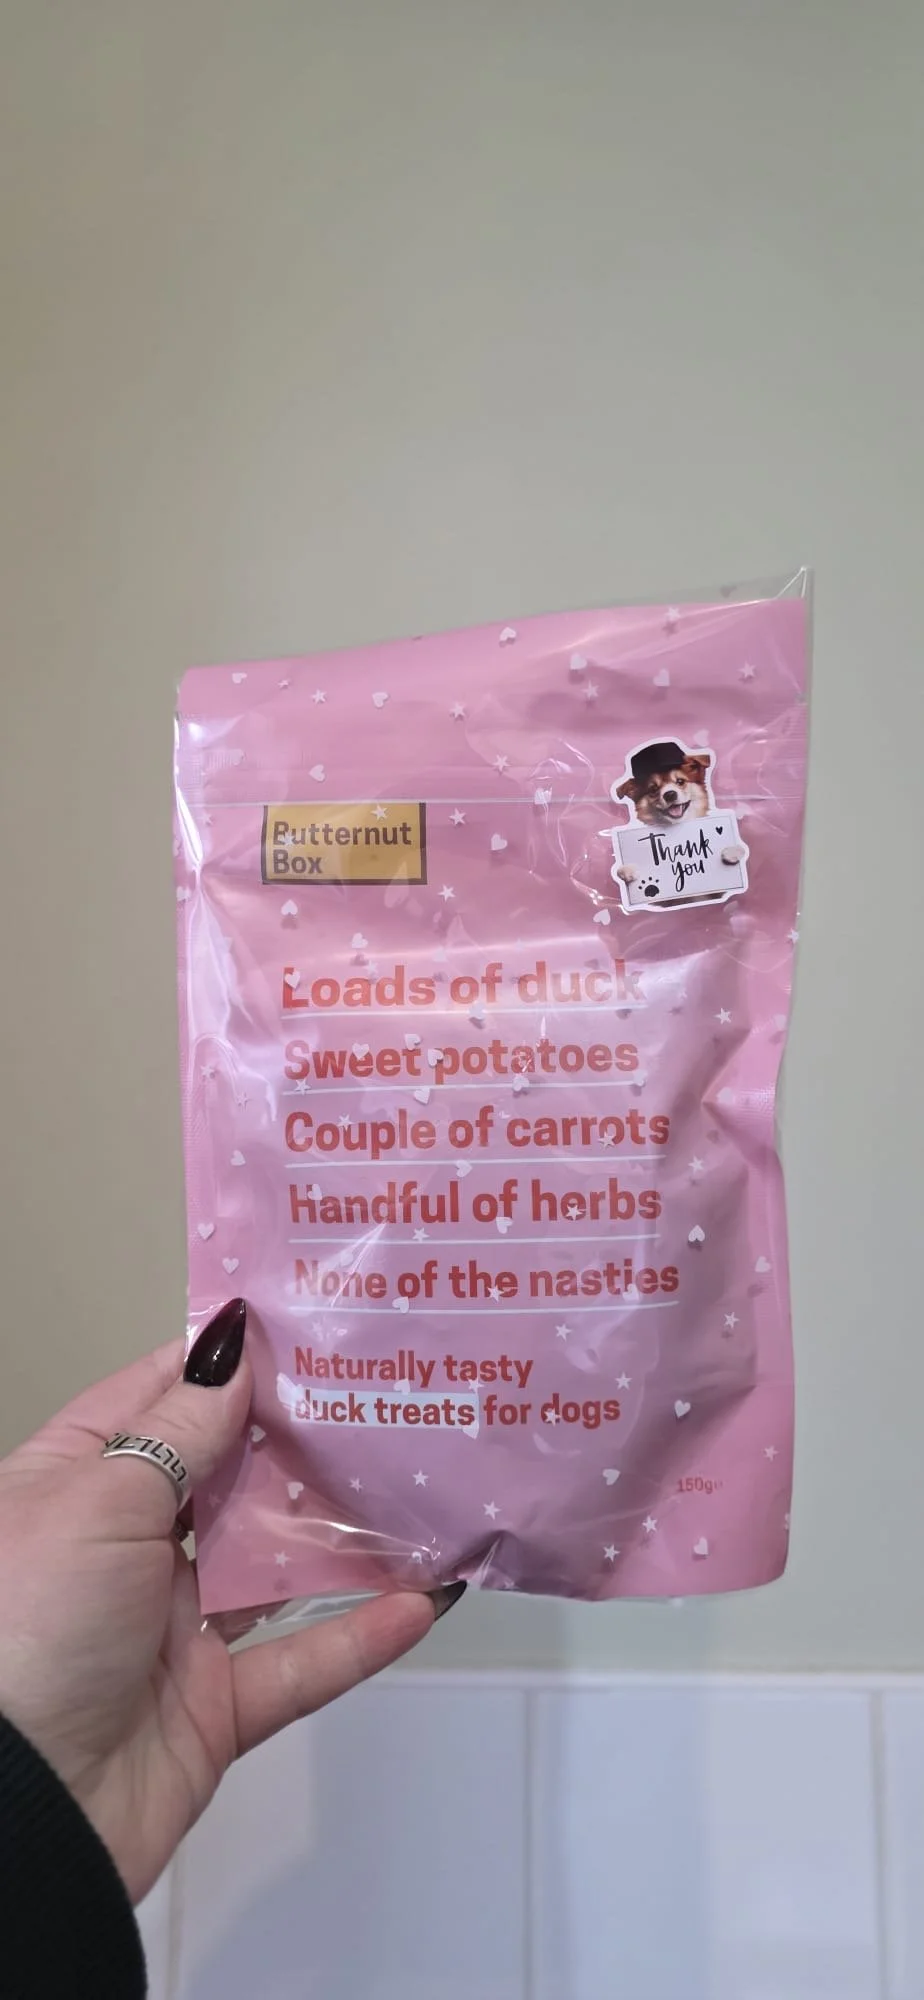 Butternut
Box
Thank
you
Loads of duck
Sweet potatoes
Couple of carrots
Handful of herbs
None of the nasties
Naturally tasty
duck treats for dogs
150g℮